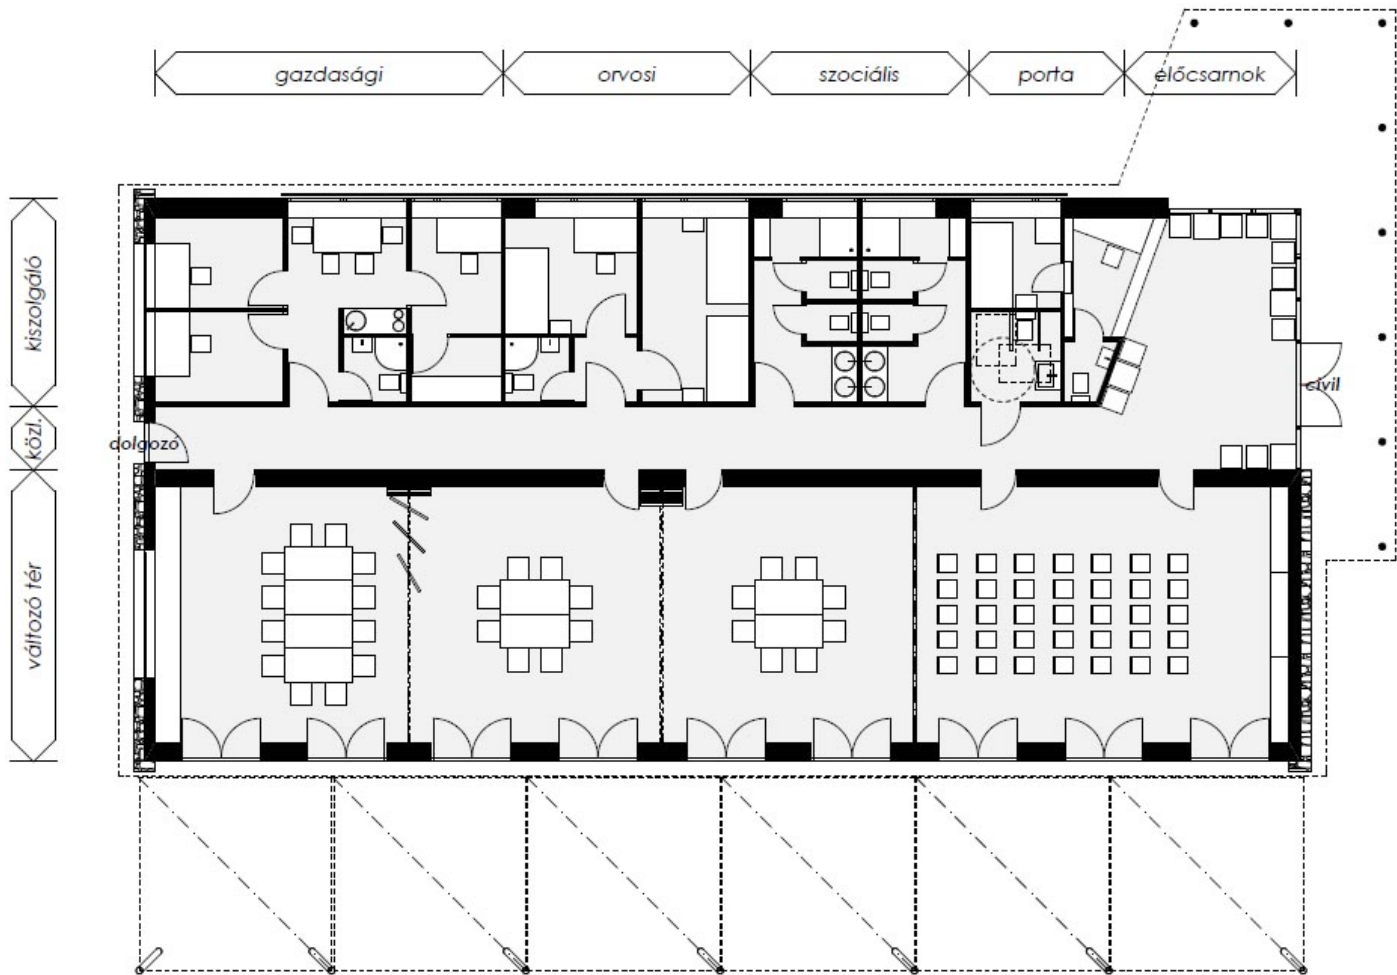 gazdasági
orvosi
szociális
porta
előcsarnok
kiszolgáló
civil
közl.
dolgozó
változó tér